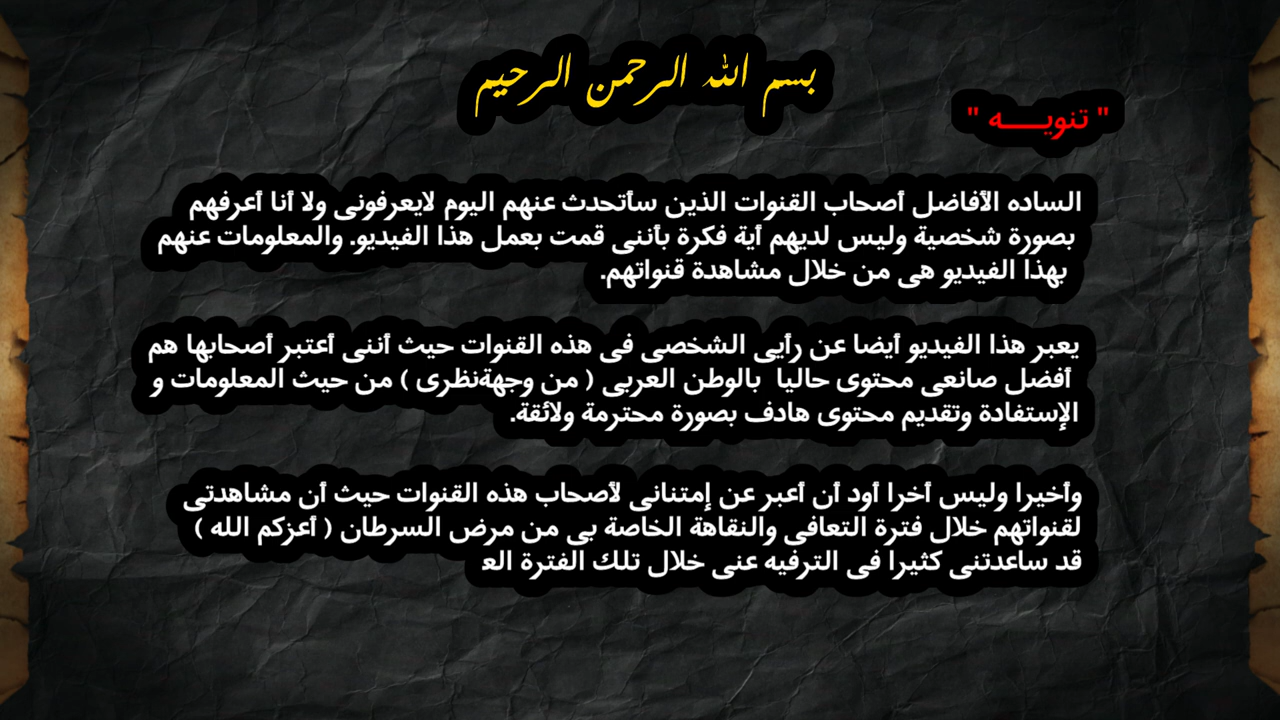 بسم الله الرحمن الرحيم
" تنويـــه "
الساده الأفاضل أصحاب القنوات الذين سأتحدث عنهم اليوم لايعرفونى ولا أنا أعرفهم
بصورة شخصية وليس لديهم أية فكرة بأننى قمت بعمل هذا الفيديو. والمعلومات عنهم
بهذا الفيديو هى من خلال مشاهدة قنواتهم.
يعبر هذا الفيديو أيضا عن رأيى الشخصى فى هذه القنوات حيث أننى أعتبر أصحابها هم
أفضل صانعى محتوى حاليا بالوطن العربى ( من وجهةنظرى ) من حيث المعلومات و
الإستفادة وتقديم محتوى هادف بصورة محترمة ولائقة.
وأخيرا وليس أخرا أود أن أعبر عن إمتنانى لأصحاب هذه القنوات حيث أن مشاهدتى
لقنواتهم خلال فترة التعافى والنقاهة الخاصة بى من مرض السرطان ( أعزكم الله )
قد ساعدتنى كثيرا فى الترفيه عنى خلال تلك الفترة الع